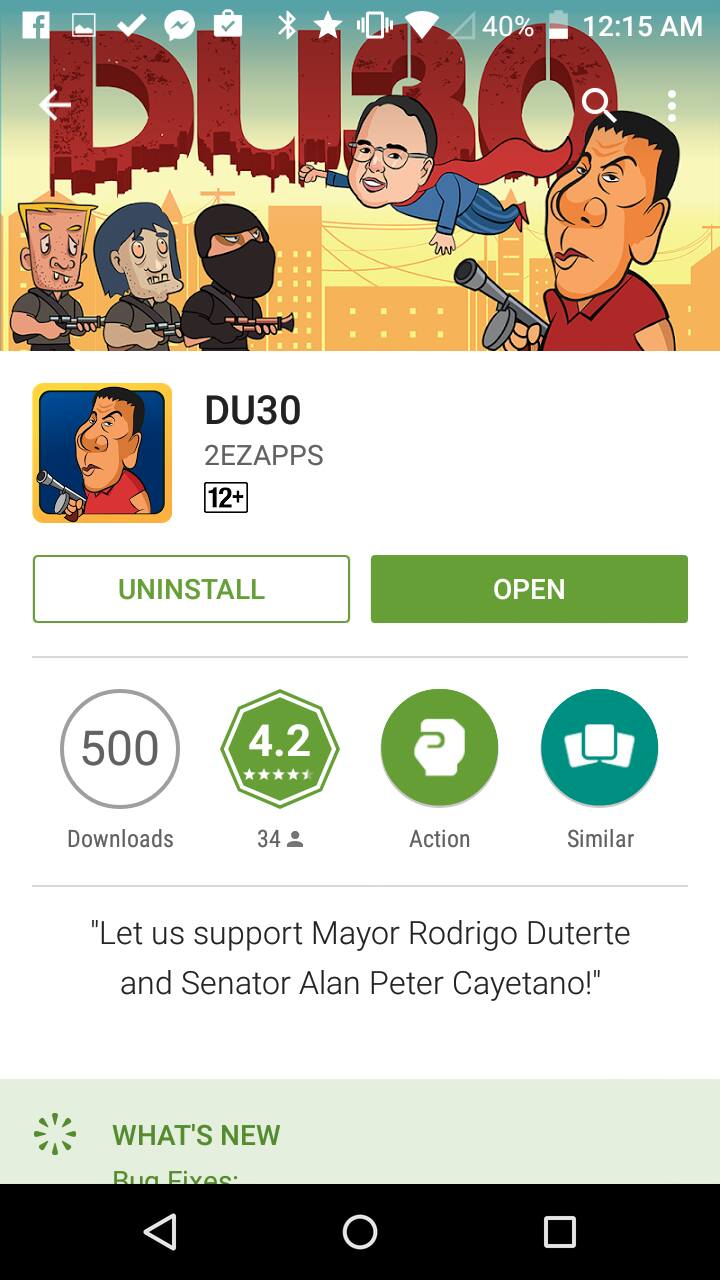 40% 12:15 AM
DU30
DU30
2EZAPPS
12+
UNINSTALL
OPEN
500
4.2
Downloads
34
Action
Similar
"Let us support Mayor Rodrigo Duterte
and Senator Alan Peter Cayetano!"
WHAT'S NEW
Bug Fixes: